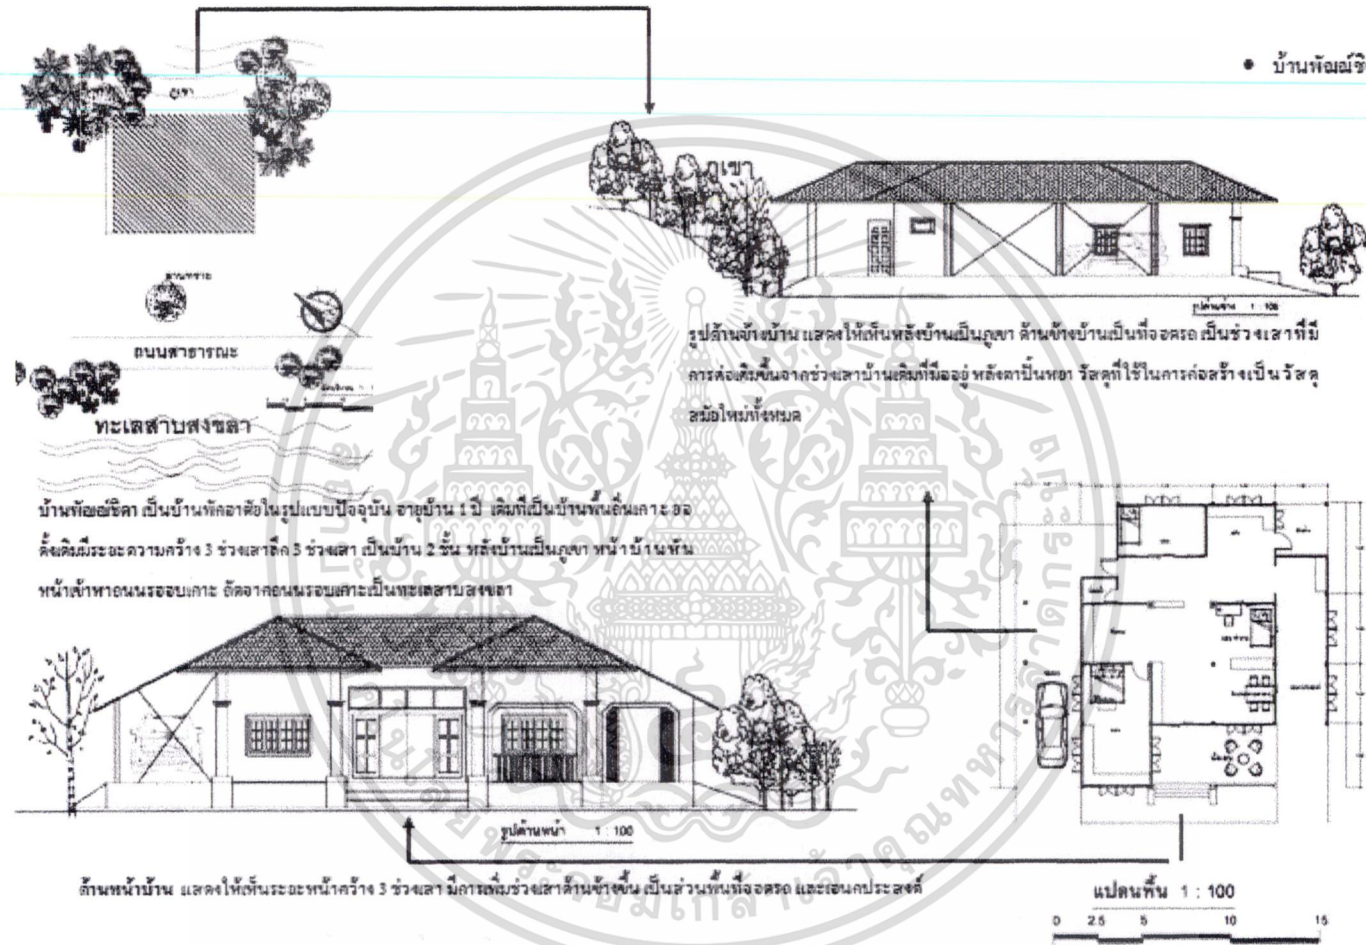 • บ้านพัฒน์ชิ
ภูเขา
ภูเขา
ลานทราย
ถนนสาธารณะ
ทะเลสาบสงขลา
รูปด้านข้าง 1 : 100
รูปด้านข้างบ้าน แสดงให้เห็นหลังบ้านเป็นภูเขา ด้านข้างบ้านเป็นที่จอดรถ เป็นช่วงเสาที่มี
การต่อเติมขึ้นจากช่วงเสาบ้านเดิมที่มีอยู่ หลังคาปั้นหยา วัสดุที่ใช้ในการก่อสร้างเป็นวัสดุ
สมัยใหม่ทั้งหมด
บ้านพัฒน์ชิดา เป็นบ้านพักอาศัยในรูปแบบปัจจุบัน อายุบ้าน 1 ปี เดิมที่เป็นบ้านพื้นถิ่นเกาะยอ
ดั้งเดิมมีระยะความกว้าง 3 ช่วงเสาลึก 3 ช่วงเสา เป็นบ้าน 2 ชั้น หลังบ้านเป็นภูเขา หน้าบ้านหัน
หน้าเข้าหาถนนรอบเกาะ ถัดจากถนนรอบเกาะเป็นทะเลสาบสงขลา
รูปด้านหน้า 1 : 100
ด้านหน้าบ้าน แสดงให้เห็นระยะหน้ากว้าง 3 ช่วงเสา มีการเพิ่มช่วงเสาด้านข้างขึ้น เป็นส่วนพื้นที่จอดรถ และเอนกประสงค์
แปลนพื้น 1 : 100
0 2.5 5 10 15